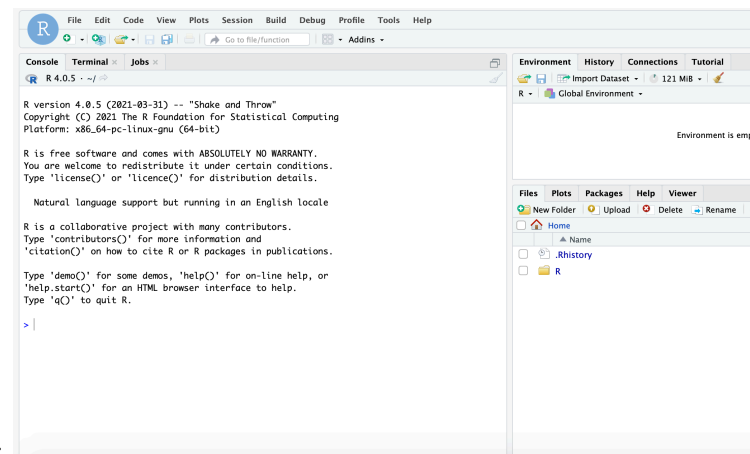 File Edit Code View Plots Session Build Debug Profile Tools Help
R
Go to file/function Addins
Console Terminal Jobs
R 4.0.5 · ~/
R version 4.0.5 (2021-03-31) -- "Shake and Throw"
Copyright (C) 2021 The R Foundation for Statistical Computing
Platform: x86_64-pc-linux-gnu (64-bit)
R is free software and comes with ABSOLUTELY NO WARRANTY.
You are welcome to redistribute it under certain conditions.
Type 'license()' or 'licence()' for distribution details.
Natural language support but running in an English locale
R is a collaborative project with many contributors.
Type 'contributors()' for more information and
'citation()' on how to cite R or R packages in publications.
Type 'demo()' for some demos, 'help()' for on-line help, or
'help.start()' for an HTML browser interface to help.
Type 'q()' to quit R.
>
Environment History Connections Tutorial
Import Dataset 121 MiB
R Global Environment
Environment is emp
Files Plots Packages Help Viewer
New Folder Upload Delete Rename
Home
Name
.Rhistory
R